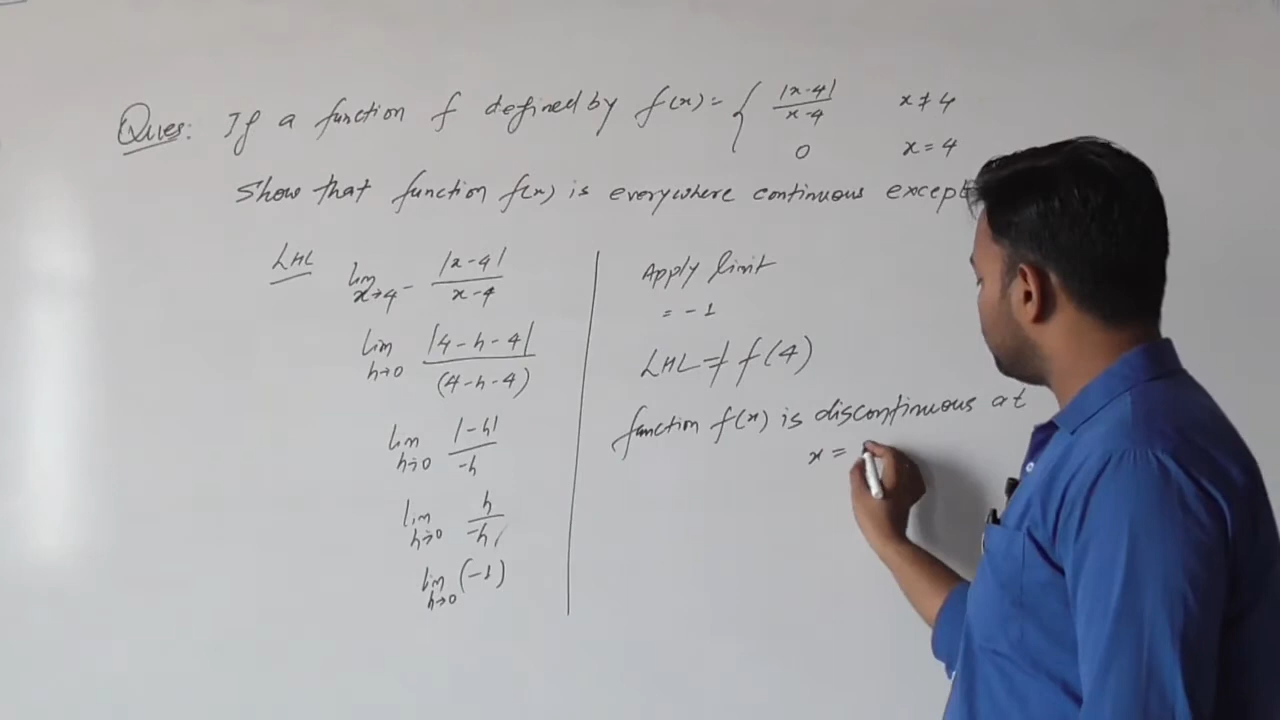 Ques: If a function f defined by f(x) = { |x-4| / x-4   x ≠ 4
0   x = 4
Show that function f(x) is everywhere continuous except
LHL   lim x→4⁻ |x-4| / x-4
lim h→0 |4-h-4| / (4-h-4)
lim h→0 |-h| / -h
lim h→0 h / -h
lim h→0 (-1)
Apply limit
= -1
LHL ≠ f(4)
function f(x) is discontinuous at
x =